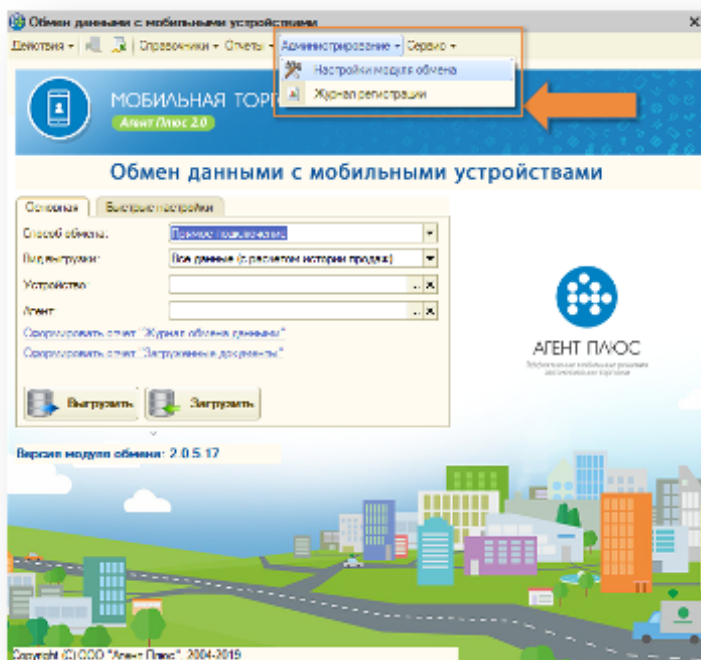 Обмен данными с мобильными устройствами
Действия Справочники Отчеты Администрирование Сервис
Настройки модуля обмена
Журнал регистрации
МОБИЛЬНАЯ ТОРГ
Агент Плюс 2.0
Обмен данными с мобильными устройствами
Основная Быстрые настройки
Способ обмена: Прямое подключение
Вид выгрузки: Все данные (с расчетом истории продаж)
Устройство:
Агент:
Сформировать отчет "Журнал обмена данными"
Сформировать отчет "Загруженные документы"
АГЕНТ ПЛЮС
Выгрузить Загрузить
Версия модуля обмена: 2.0.5.17
Copyright (C) ООО "Агент Плюс", 2004-2019